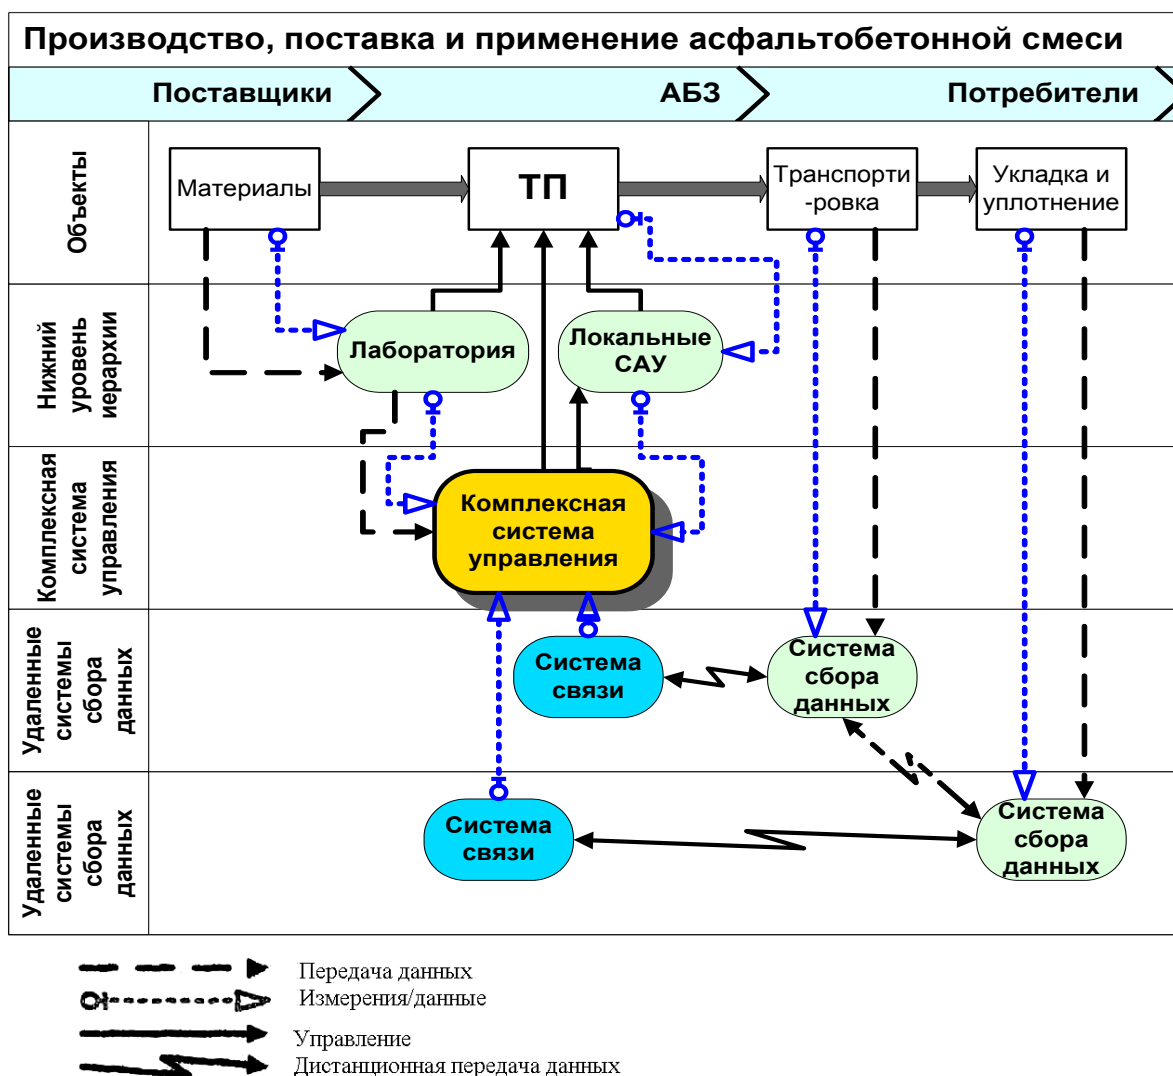 Производство, поставка и применение асфальтобетонной смеси
Поставщики
АБЗ
Потребители
Объекты
Материалы
ТП
Транспорти
-ровка
Укладка и
уплотнение
Нижний
уровень
иерархии
Лаборатория
Локальные
САУ
Комплексная
система
управления
Комплексная
система
управления
Удаленные
системы
сбора
данных
Система
связи
Система
сбора
данных
Удаленные
системы
сбора
данных
Система
связи
Система
сбора
данных
Передача данных
Измерения/данные
Управление
Дистанционная передача данных